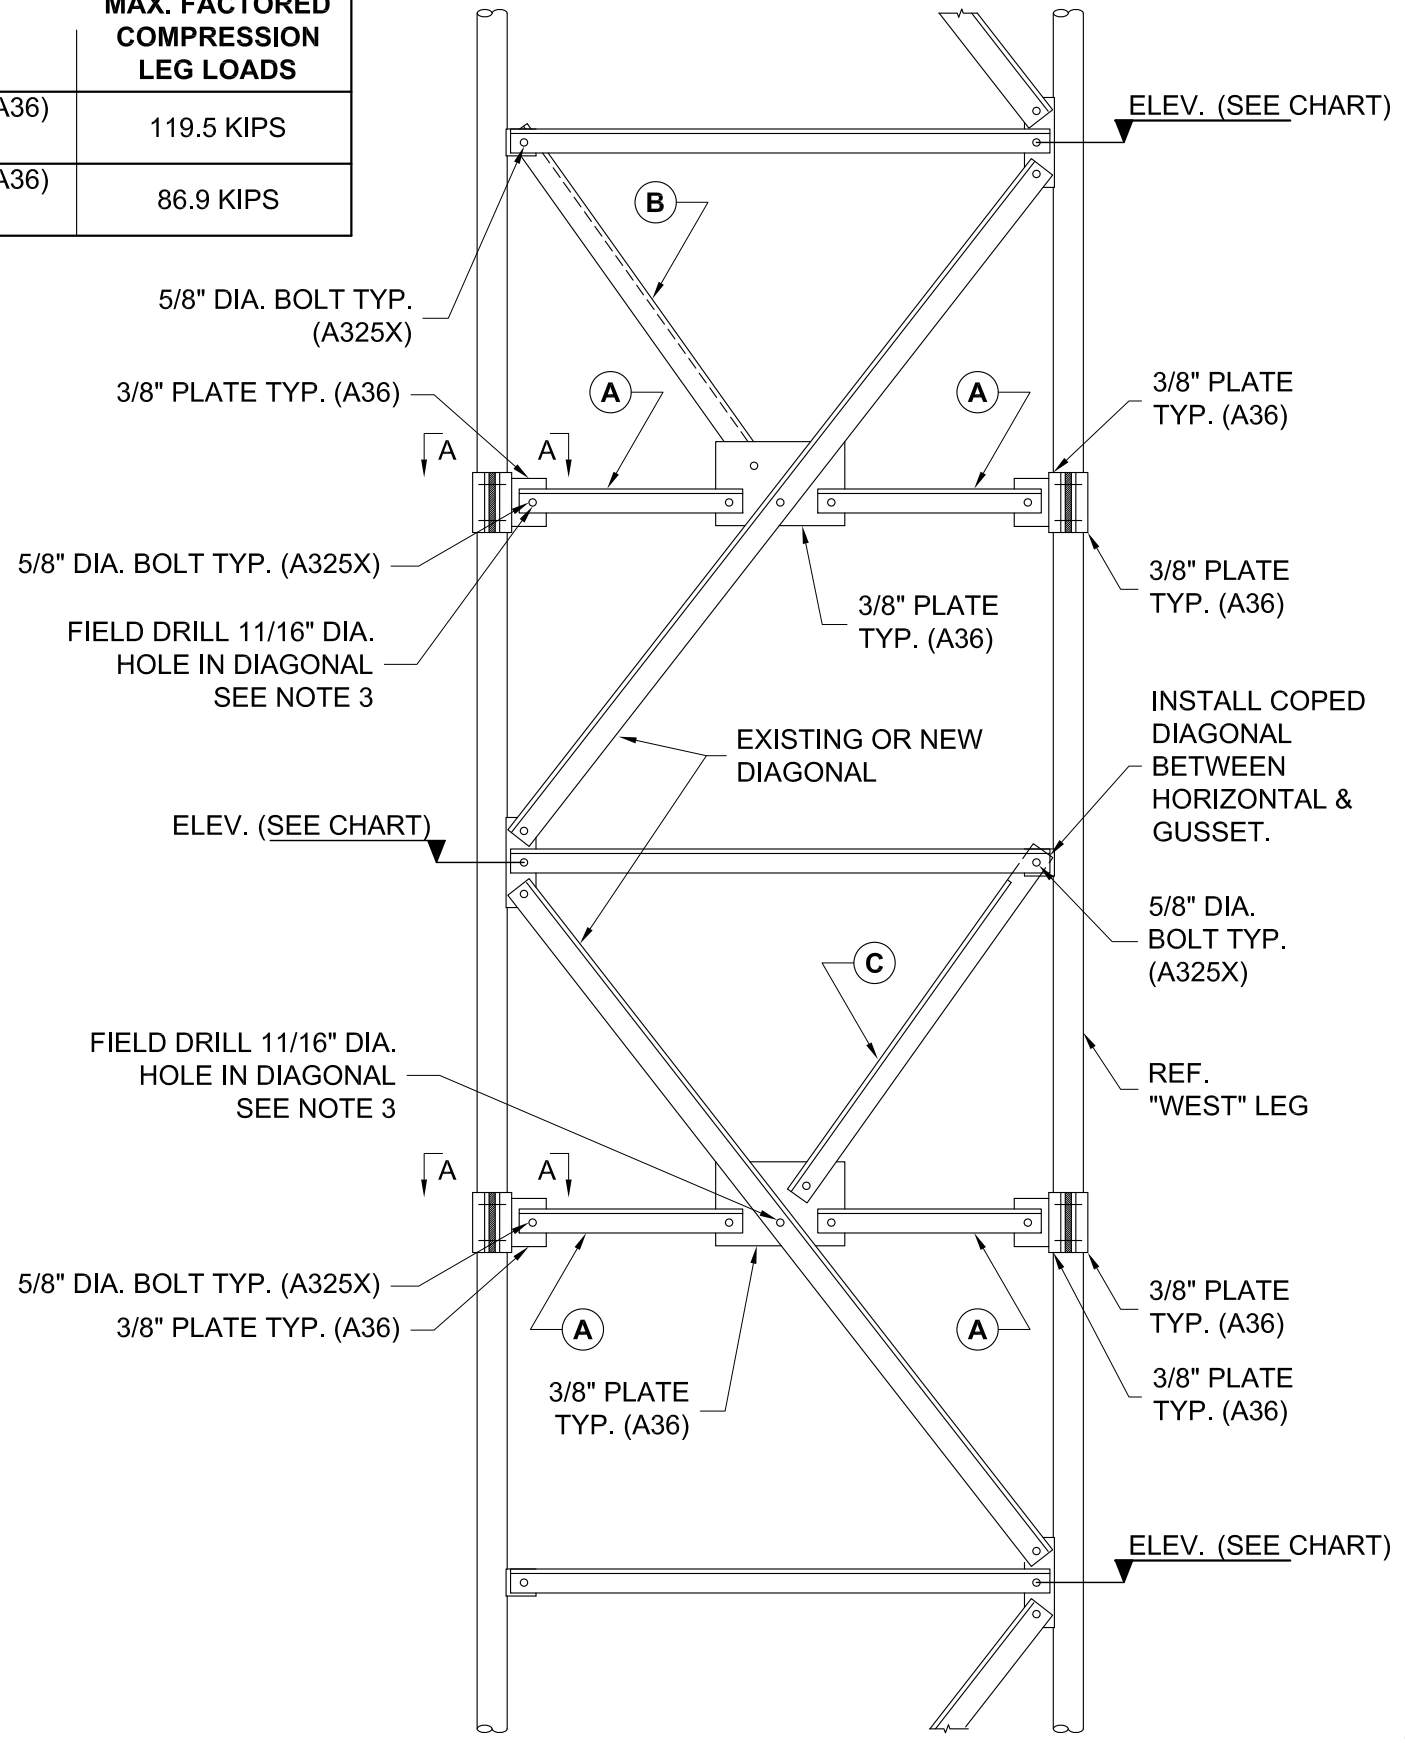 MAX. FACTORED
COMPRESSION
LEG LOADS
A36)
119.5 KIPS
A36)
86.9 KIPS
ELEV. (SEE CHART)
B
5/8" DIA. BOLT TYP.
(A325X)
3/8" PLATE TYP. (A36)
A
A
3/8" PLATE
TYP. (A36)
A
A
5/8" DIA. BOLT TYP. (A325X)
3/8" PLATE
TYP. (A36)
3/8" PLATE
TYP. (A36)
FIELD DRILL 11/16" DIA.
HOLE IN DIAGONAL
SEE NOTE 3
INSTALL COPED
DIAGONAL
BETWEEN
HORIZONTAL &
GUSSET.
EXISTING OR NEW
DIAGONAL
ELEV. (SEE CHART)
5/8" DIA.
BOLT TYP.
(A325X)
C
FIELD DRILL 11/16" DIA.
HOLE IN DIAGONAL
SEE NOTE 3
REF.
"WEST" LEG
A
A
5/8" DIA. BOLT TYP. (A325X)
3/8" PLATE TYP. (A36)
A
A
3/8" PLATE
TYP. (A36)
3/8" PLATE
TYP. (A36)
3/8" PLATE
TYP. (A36)
ELEV. (SEE CHART)